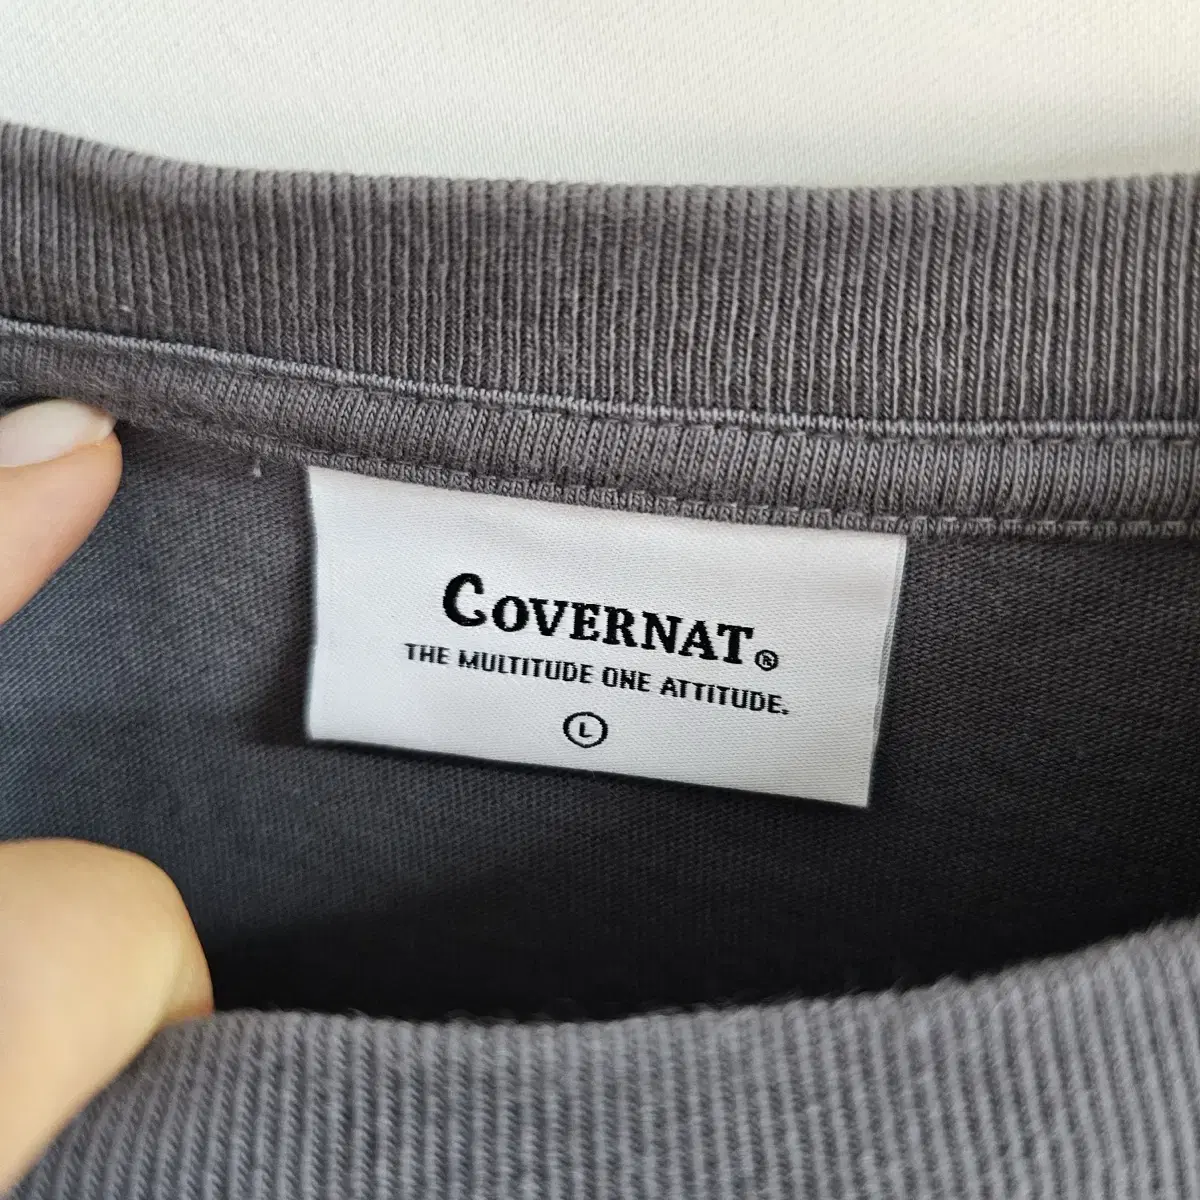 COVERNAT®
THE MULTITUDE ONE ATTITUDE.
L